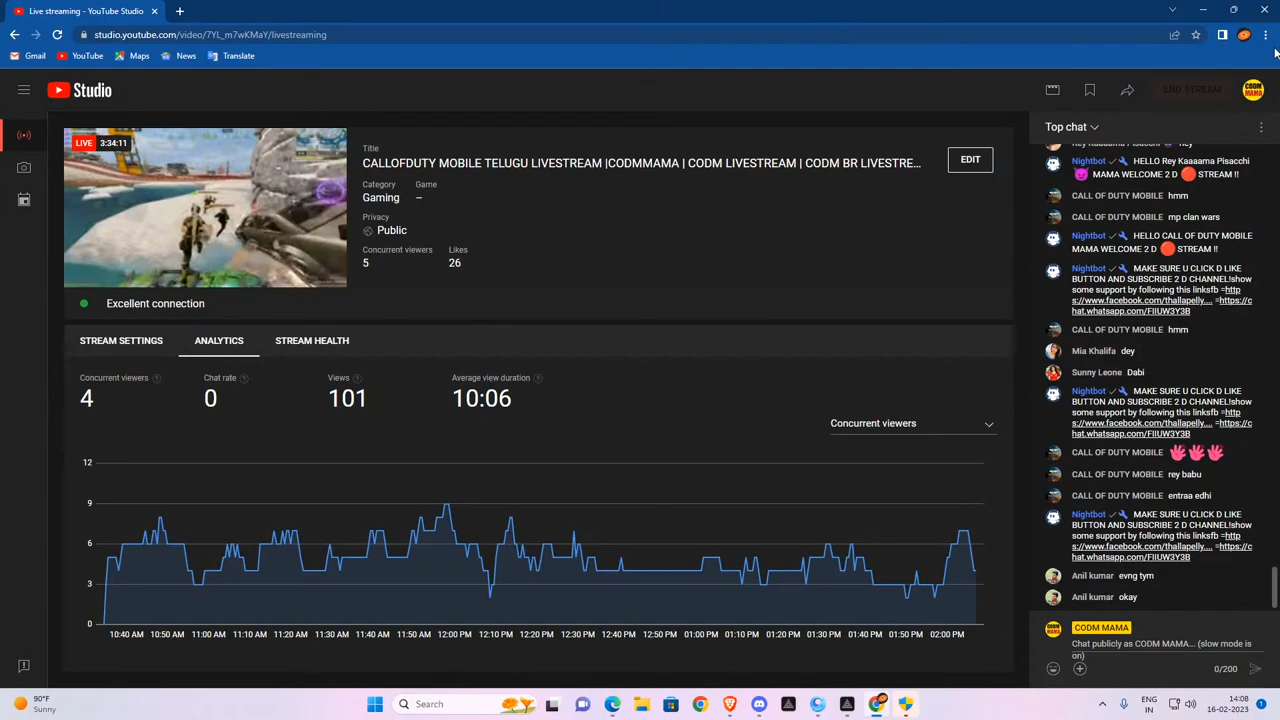 Live streaming - YouTube Studio
studio.youtube.com/video/7YL_m7wKMaY/livestreaming
Gmail YouTube Maps News Translate
Studio
END STREAM
CODM MAMA
LIVE 3:34:11
Title
CALLOFDUTY MOBILE TELUGU LIVESTREAM |CODMMAMA | CODM LIVESTREAM | CODM BR LIVESTRE...
EDIT
Category Game
Gaming –
Privacy
Public
Concurrent viewers Likes
5 26
Excellent connection
STREAM SETTINGS ANALYTICS STREAM HEALTH
Concurrent viewers Chat rate Views Average view duration
4 0 101 10:06
Concurrent viewers
12
9
6
3
0
10:40 AM 10:50 AM 11:00 AM 11:10 AM 11:20 AM 11:30 AM 11:40 AM 11:50 AM 12:00 PM 12:10 PM 12:20 PM 12:30 PM 12:40 PM 12:50 PM 01:00 PM 01:10 PM 01:20 PM 01:30 PM 01:40 PM 01:50 PM 02:00 PM
Top chat
Rey Kaaaama Pisacchi hey
Nightbot HELLO Rey Kaaaama Pisacchi
MAMA WELCOME 2 D STREAM !!
CALL OF DUTY MOBILE hmm
CALL OF DUTY MOBILE mp clan wars
Nightbot HELLO CALL OF DUTY MOBILE
MAMA WELCOME 2 D STREAM !!
Nightbot MAKE SURE U CLICK D LIKE
BUTTON AND SUBSCRIBE 2 D CHANNEL!show
some support by following this linksfb =http
s://www.facebook.com/thallapelly.... =https://c
hat.whatsapp.com/FIIUW3Y3B
CALL OF DUTY MOBILE hmm
Mia Khalifa dey
Sunny Leone Dabi
Nightbot MAKE SURE U CLICK D LIKE
BUTTON AND SUBSCRIBE 2 D CHANNEL!show
some support by following this linksfb =http
s://www.facebook.com/thallapelly.... =https://c
hat.whatsapp.com/FIIUW3Y3B
CALL OF DUTY MOBILE
CALL OF DUTY MOBILE rey babu
CALL OF DUTY MOBILE entraa edhi
Nightbot MAKE SURE U CLICK D LIKE
BUTTON AND SUBSCRIBE 2 D CHANNEL!show
some support by following this linksfb =http
s://www.facebook.com/thallapelly.... =https://c
hat.whatsapp.com/FIIUW3Y3B
Anil kumar evng tym
Anil kumar okay
CODM MAMA
Chat publicly as CODM MAMA... (slow mode is
on)
0/200
90°F
Sunny
Search
ENG
IN
14:08
16-02-2023
1